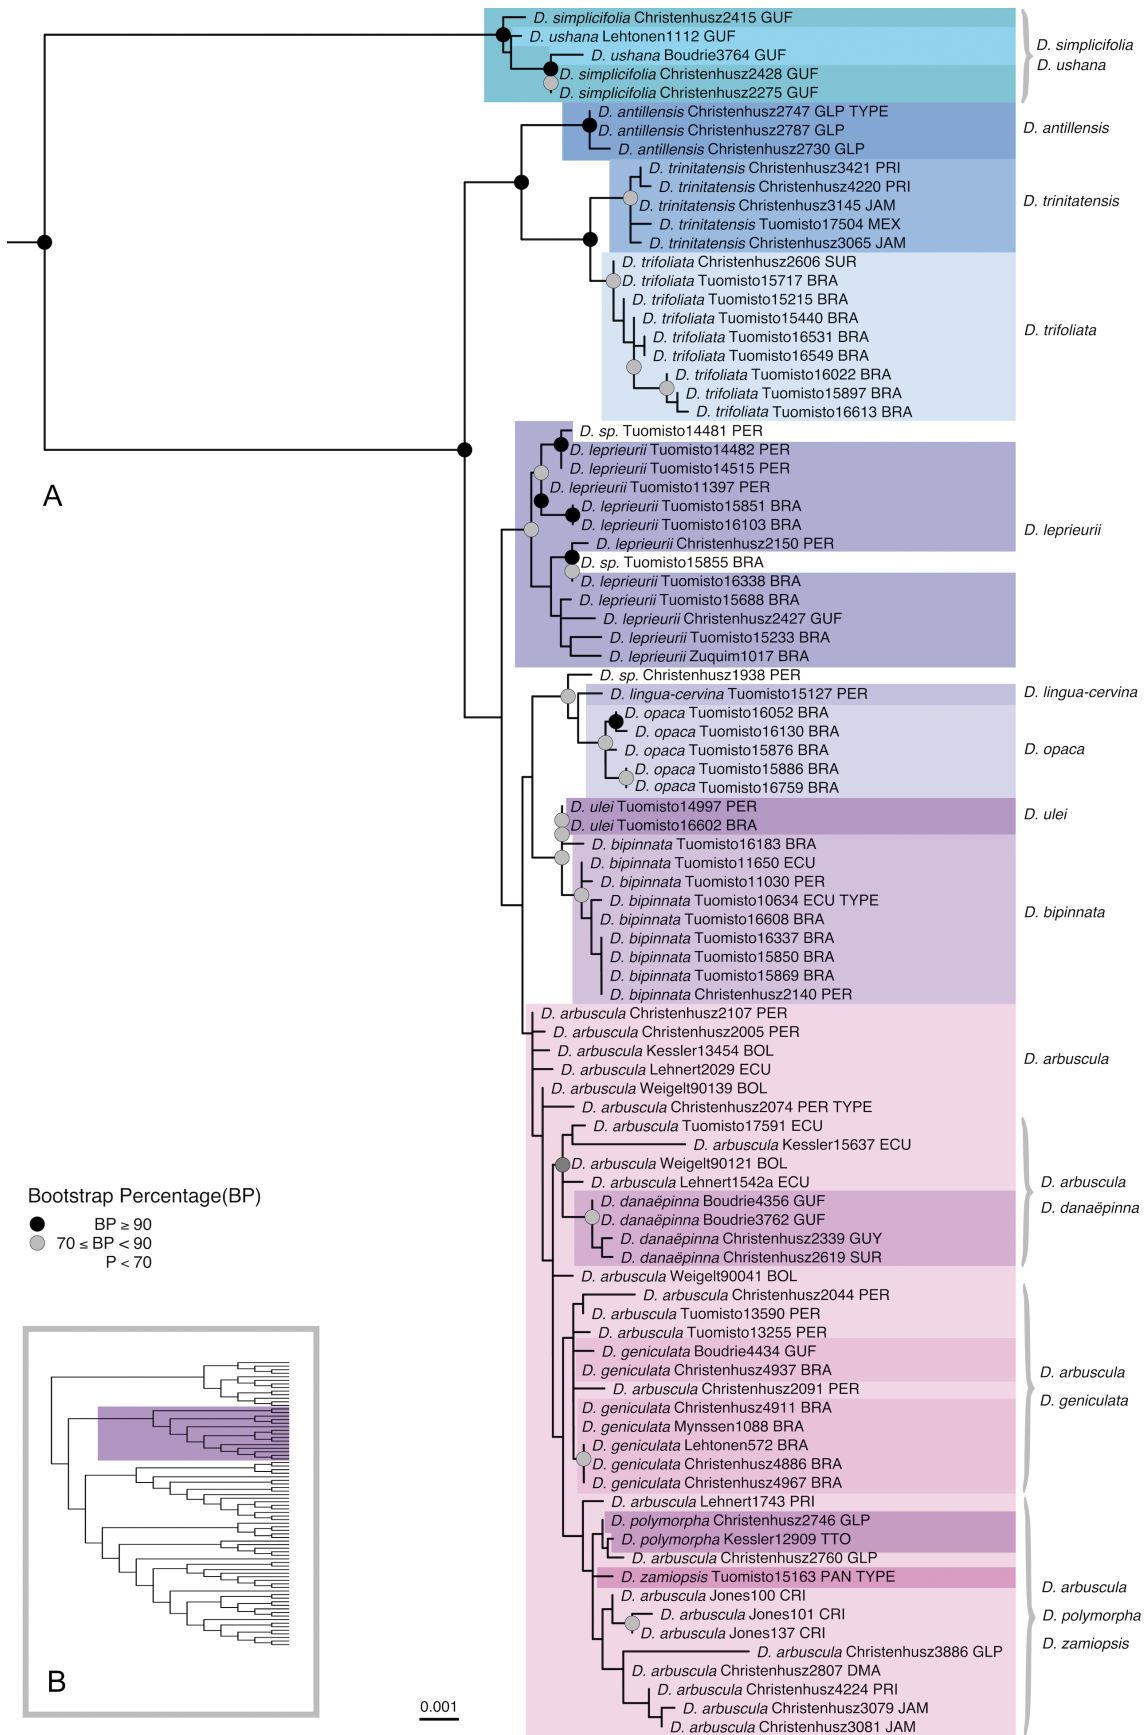 D. simplicifolia Christenhusz2415 GUF
D. ushana Lehtonen1112 GUF
D. ushana Boudrie3764 GUF
D. simplicifolia Christenhusz2428 GUF
D. simplicifolia Christenhusz2275 GUF
D. simplicifolia
D. ushana
D. antillensis Christenhusz2747 GLP TYPE
D. antillensis Christenhusz2787 GLP
D. antillensis Christenhusz2730 GLP
D. antillensis
D. trinitatensis Christenhusz3421 PRI
D. trinitatensis Christenhusz4220 PRI
D. trinitatensis Christenhusz3145 JAM
D. trinitatensis Tuomisto17504 MEX
D. trinitatensis Christenhusz3065 JAM
D. trinitatensis
D. trifoliata Christenhusz2606 SUR
D. trifoliata Tuomisto15717 BRA
D. trifoliata Tuomisto15215 BRA
D. trifoliata Tuomisto15440 BRA
D. trifoliata Tuomisto16531 BRA
D. trifoliata Tuomisto16549 BRA
D. trifoliata Tuomisto16022 BRA
D. trifoliata Tuomisto15897 BRA
D. trifoliata Tuomisto16613 BRA
D. trifoliata
D. sp. Tuomisto14481 PER
D. leprieurii Tuomisto14482 PER
D. leprieurii Tuomisto14515 PER
D. leprieurii Tuomisto11397 PER
D. leprieurii Tuomisto15851 BRA
D. leprieurii Tuomisto16103 BRA
D. leprieurii Christenhusz2150 PER
D. sp. Tuomisto15855 BRA
D. leprieurii Tuomisto16338 BRA
D. leprieurii Tuomisto15688 BRA
D. leprieurii Christenhusz2427 GUF
D. leprieurii Tuomisto15233 BRA
D. leprieurii Zuquim1017 BRA
D. leprieurii
A
D. sp. Christenhusz1938 PER
D. lingua-cervina Tuomisto15127 PER
D. lingua-cervina
D. opaca Tuomisto16052 BRA
D. opaca Tuomisto16130 BRA
D. opaca Tuomisto15876 BRA
D. opaca Tuomisto15886 BRA
D. opaca Tuomisto16759 BRA
D. opaca
D. ulei Tuomisto14997 PER
D. ulei Tuomisto16602 BRA
D. ulei
D. bipinnata Tuomisto16183 BRA
D. bipinnata Tuomisto11650 ECU
D. bipinnata Tuomisto11030 PER
D. bipinnata Tuomisto10634 ECU TYPE
D. bipinnata Tuomisto16608 BRA
D. bipinnata Tuomisto16337 BRA
D. bipinnata Tuomisto15850 BRA
D. bipinnata Tuomisto15869 BRA
D. bipinnata Christenhusz2140 PER
D. bipinnata
D. arbuscula Christenhusz2107 PER
D. arbuscula Christenhusz2005 PER
D. arbuscula Kessler13454 BOL
D. arbuscula Lehnert2029 ECU
D. arbuscula Weigelt90139 BOL
D. arbuscula Christenhusz2074 PER TYPE
D. arbuscula
D. arbuscula Tuomisto17591 ECU
D. arbuscula Kessler15637 ECU
D. arbuscula Weigelt90121 BOL
D. arbuscula Lehnert1542a ECU
D. danaëpinna Boudrie4356 GUF
D. danaëpinna Boudrie3762 GUF
D. danaëpinna Christenhusz2339 GUY
D. danaëpinna Christenhusz2619 SUR
D. arbuscula
D. danaëpinna
Bootstrap Percentage(BP)
BP ≥ 90
70 ≤ BP < 90
P < 70
D. arbuscula Weigelt90041 BOL
D. arbuscula Christenhusz2044 PER
D. arbuscula Tuomisto13590 PER
D. arbuscula Tuomisto13255 PER
D. geniculata Boudrie4434 GUF
D. geniculata Christenhusz4937 BRA
D. arbuscula Christenhusz2091 PER
D. geniculata Christenhusz4911 BRA
D. geniculata Mynssen1088 BRA
D. geniculata Lehtonen572 BRA
D. geniculata Christenhusz4886 BRA
D. geniculata Christenhusz4967 BRA
D. arbuscula
D. geniculata
D. arbuscula Lehnert1743 PRI
D. polymorpha Christenhusz2746 GLP
D. polymorpha Kessler12909 TTO
D. arbuscula Christenhusz2760 GLP
D. zamiopsis Tuomisto15163 PAN TYPE
D. arbuscula Jones100 CRI
D. arbuscula Jones101 CRI
D. arbuscula Jones137 CRI
D. arbuscula Christenhusz3886 GLP
D. arbuscula Christenhusz2807 DMA
D. arbuscula Christenhusz4224 PRI
D. arbuscula Christenhusz3079 JAM
D. arbuscula Christenhusz3081 JAM
D. arbuscula
D. polymorpha
D. zamiopsis
B
0.001